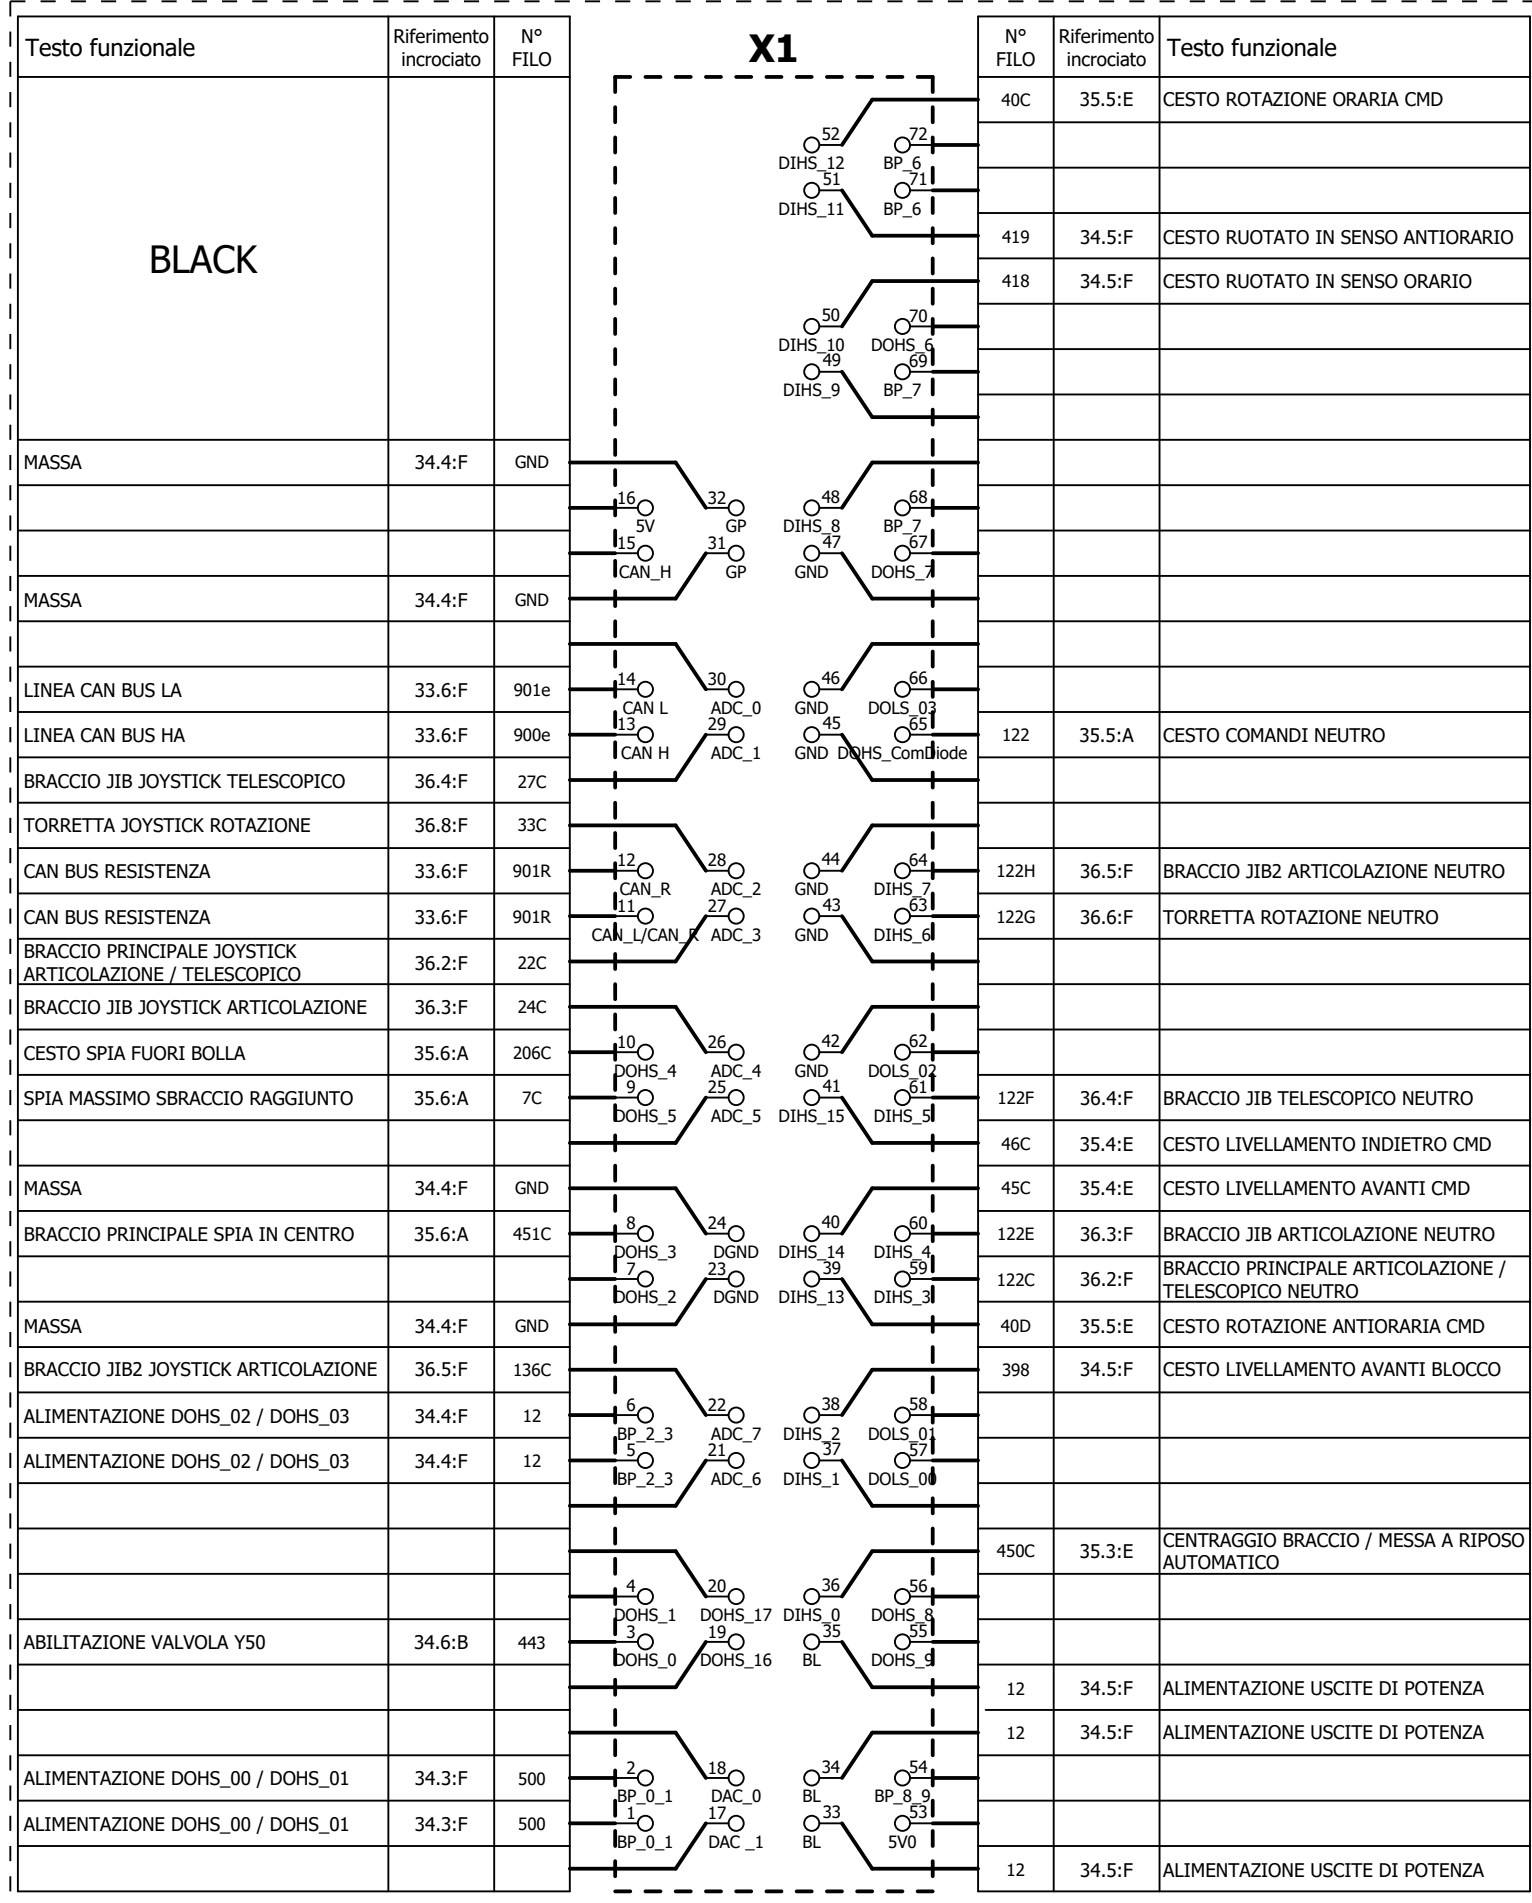 Testo funzionale
Riferimento
incrociato
N°
FILO
X1
N°
FILO
Riferimento
incrociato
Testo funzionale
BLACK
40C 35.5:E CESTO ROTAZIONE ORARIA CMD
52 72
DIHS_12 BP_6
51 71
DIHS_11 BP_6
419 34.5:F CESTO RUOTATO IN SENSO ANTIORARIO
418 34.5:F CESTO RUOTATO IN SENSO ORARIO
50 70
DIHS_10 DOHS_6
49 69
DIHS_9 BP_7
MASSA 34.4:F GND
16 32 48 68
5V GP DIHS_8 BP_7
15 31 47 67
CAN_H GP GND DOHS_7
MASSA 34.4:F GND
LINEA CAN BUS LA 33.6:F 901e
14 30 46 66
CAN L ADC_0 GND DOLS_03
LINEA CAN BUS HA 33.6:F 900e
13 29 45 65
122 35.5:A CESTO COMANDI NEUTRO
CAN H ADC_1 GND DOHS_ComDiode
BRACCIO JIB JOYSTICK TELESCOPICO 36.4:F 27C
TORRETTA JOYSTICK ROTAZIONE 36.8:F 33C
CAN BUS RESISTENZA 33.6:F 901R
12 28 44 64
122H 36.5:F BRACCIO JIB2 ARTICOLAZIONE NEUTRO
CAN_R ADC_2 GND DIHS_7
CAN BUS RESISTENZA 33.6:F 901R
11 27 43 63
122G 36.6:F TORRETTA ROTAZIONE NEUTRO
CAN_L/CAN_R ADC_3 GND DIHS_6
BRACCIO PRINCIPALE JOYSTICK
ARTICOLAZIONE / TELESCOPICO
36.2:F 22C
BRACCIO JIB JOYSTICK ARTICOLAZIONE 36.3:F 24C
CESTO SPIA FUORI BOLLA 35.6:A 206C
10 26 42 62
DOHS_4 ADC_4 GND DOLS_02
SPIA MASSIMO SBRACCIO RAGGIUNTO 35.6:A 7C
9 25 41 61
122F 36.4:F BRACCIO JIB TELESCOPICO NEUTRO
DOHS_5 ADC_5 DIHS_15 DIHS_5
46C 35.4:E CESTO LIVELLAMENTO INDIETRO CMD
MASSA 34.4:F GND
45C 35.4:E CESTO LIVELLAMENTO AVANTI CMD
BRACCIO PRINCIPALE SPIA IN CENTRO 35.6:A 451C
8 24 40 60
122E 36.3:F BRACCIO JIB ARTICOLAZIONE NEUTRO
DOHS_3 DGND DIHS_14 DIHS_4
7 23 39 59
122C 36.2:F
BRACCIO PRINCIPALE ARTICOLAZIONE /
TELESCOPICO NEUTRO
DOHS_2 DGND DIHS_13 DIHS_3
MASSA 34.4:F GND
40D 35.5:E CESTO ROTAZIONE ANTIORARIA CMD
BRACCIO JIB2 JOYSTICK ARTICOLAZIONE 36.5:F 136C
398 34.5:F CESTO LIVELLAMENTO AVANTI BLOCCO
ALIMENTAZIONE DOHS_02 / DOHS_03 34.4:F 12
6 22 38 58
BP_2_3 ADC_7 DIHS_2 DOLS_01
ALIMENTAZIONE DOHS_02 / DOHS_03 34.4:F 12
5 21 37 57
BP_2_3 ADC_6 DIHS_1 DOLS_00
450C 35.3:E
CENTRAGGIO BRACCIO / MESSA A RIPOSO
AUTOMATICO
4 20 36 56
DOHS_1 DOHS_17 DIHS_0 DOHS_8
ABILITAZIONE VALVOLA Y50 34.6:B 443
3 19 35 55
DOHS_0 DOHS_16 BL DOHS_9
12 34.5:F ALIMENTAZIONE USCITE DI POTENZA
12 34.5:F ALIMENTAZIONE USCITE DI POTENZA
ALIMENTAZIONE DOHS_00 / DOHS_01 34.3:F 500
2 18 34 54
BP_0_1 DAC_0 BL BP_8_9
ALIMENTAZIONE DOHS_00 / DOHS_01 34.3:F 500
1 17 33 53
BP_0_1 DAC _1 BL 5V0
12 34.5:F ALIMENTAZIONE USCITE DI POTENZA